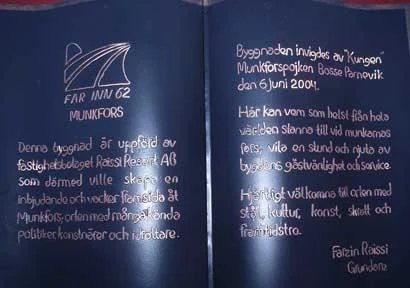 FAR INN 62
MUNKFORS
Denna byggnad är uppförd av
fastighetsbolaget Raissi Resort AB
som därmed ville skapa en
inbjudande och vacker framsida åt
Munkfors; orten med många kända
politiker, konstnärer och idrottare.
Byggnaden invigdes av "Kungen"
Munkforspojken Bosse Parnevik
den 6 juni 2004.
Här kan vem som helst från hela
världen stanna till vid munkarnas
fors, vila en stund och njuta av
bygdens gästvänlighet och service.
Hjärtligt välkomna till orten med
stål, kultur, konst, skratt och
framtidstro.
Farzin Raissi
Grundare